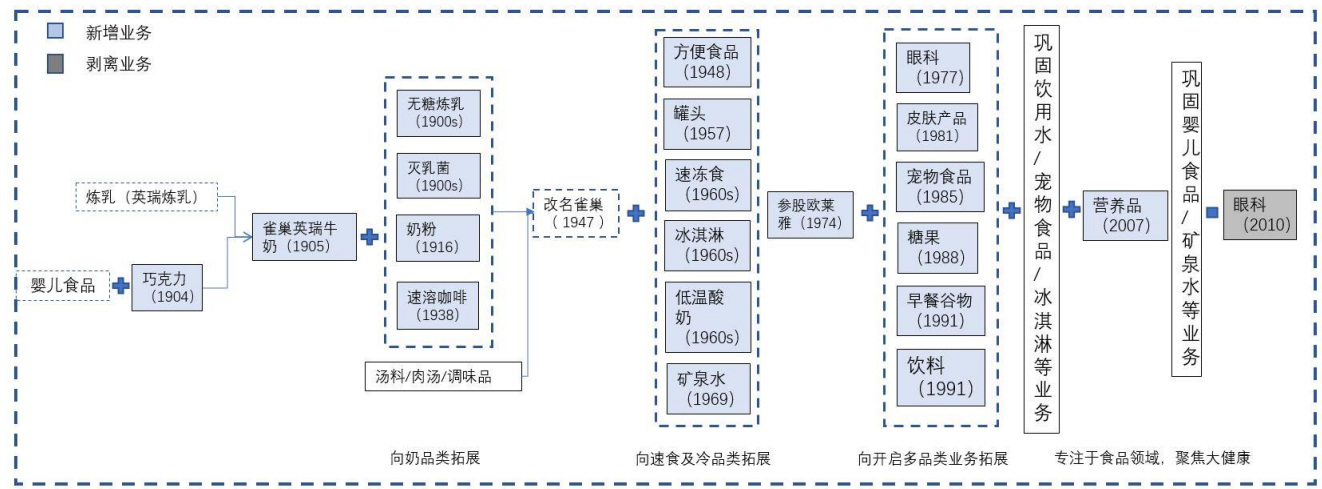 新增业务
剥离业务
炼乳（英瑞炼乳）
婴儿食品
巧克力
（1904）
雀巢英瑞牛
奶（1905）
无糖炼乳
（1900s）
灭乳菌
（1900s）
奶粉
（1916）
速溶咖啡
（1938）
汤料/肉汤/调味品
向奶品类拓展
改名雀巢
（ 1947）
方便食品
（1948）
罐头
（1957）
速冻食
（1960s）
冰淇淋
（1960s）
低温酸
奶
（1960s）
矿泉水
（1969）
向速食及冷品类拓展
参股欧莱
雅（1974）
眼科
（1977）
皮肤产品
（1981）
宠物食品
（1985）
糖果
（1988）
早餐谷物
（1991）
饮料
（1991）
向开启多品类业务拓展
巩固饮用水/宠物食品/冰淇淋等业务
营养品
（2007）
巩固婴儿食品/矿泉水等业务
眼科
（2010）
专注于食品领域，聚焦大健康